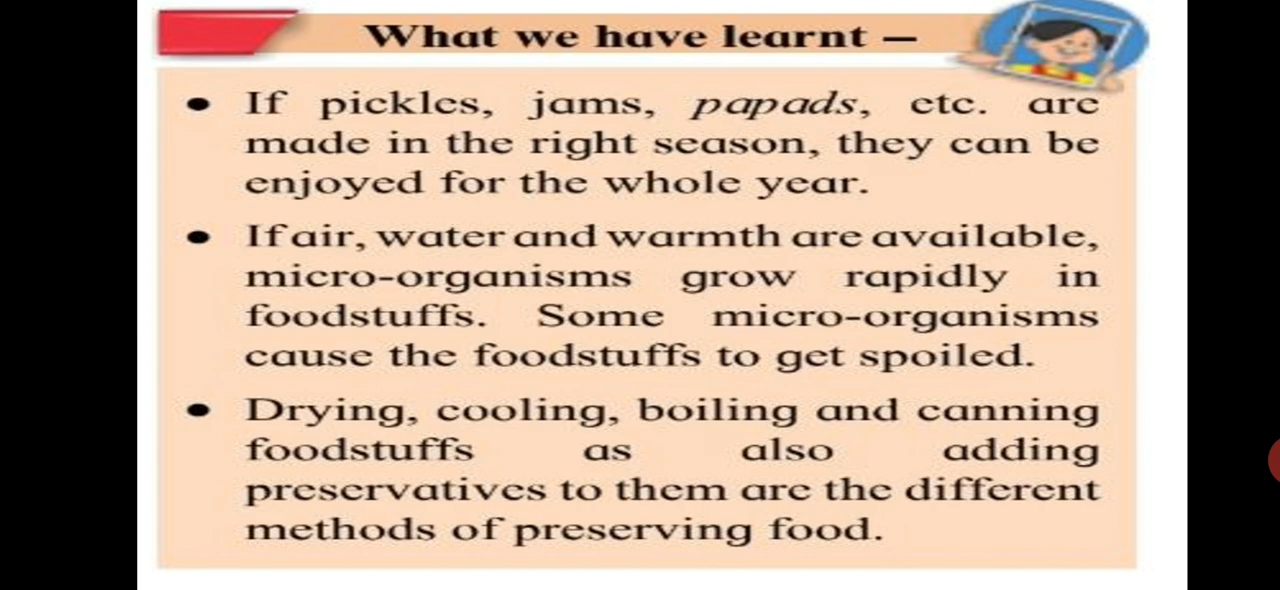 What we have learnt –
• If pickles, jams, papads, etc. are
made in the right season, they can be
enjoyed for the whole year.
• If air, water and warmth are available,
micro-organisms grow rapidly in
foodstuffs. Some micro-organisms
cause the foodstuffs to get spoiled.
• Drying, cooling, boiling and canning
foodstuffs as also adding
preservatives to them are the different
methods of preserving food.